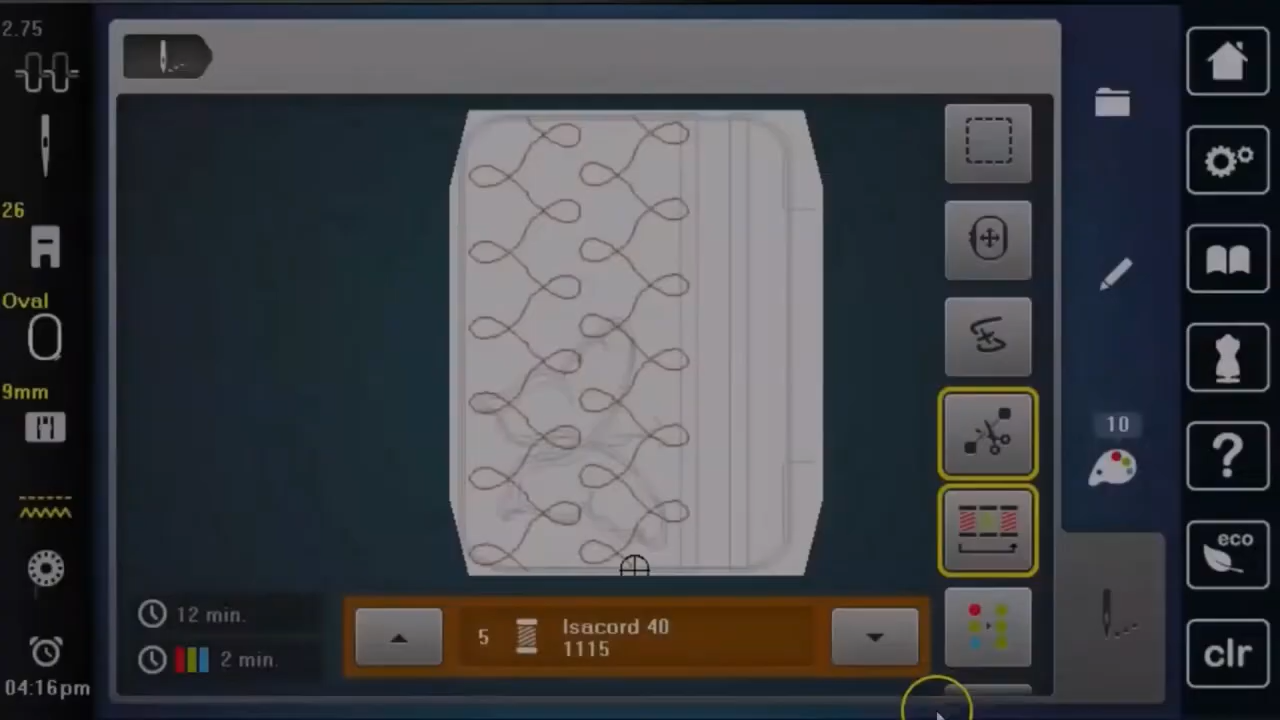 2.75
26
Oval
9mm
04:16pm
12 min.
2 min.
5
Isacord 40
1115
10
?
eco
clr